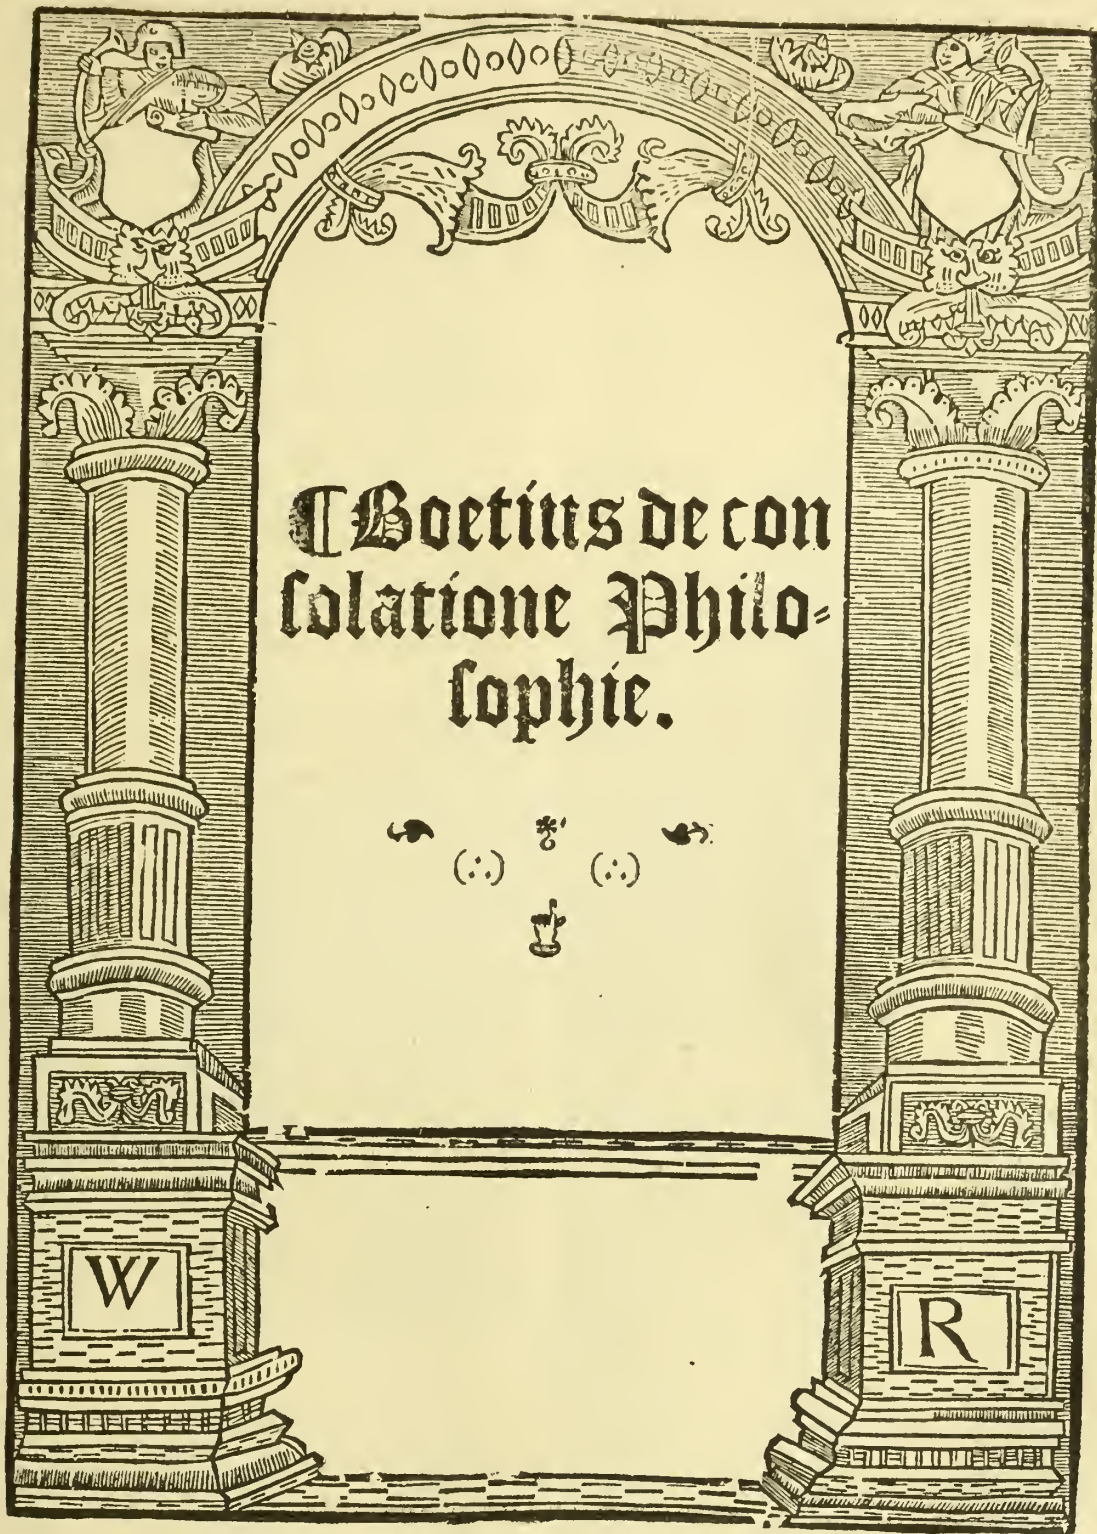 ¶Boetius de con
ſolatione Philo⸗
ſophie.
W
R